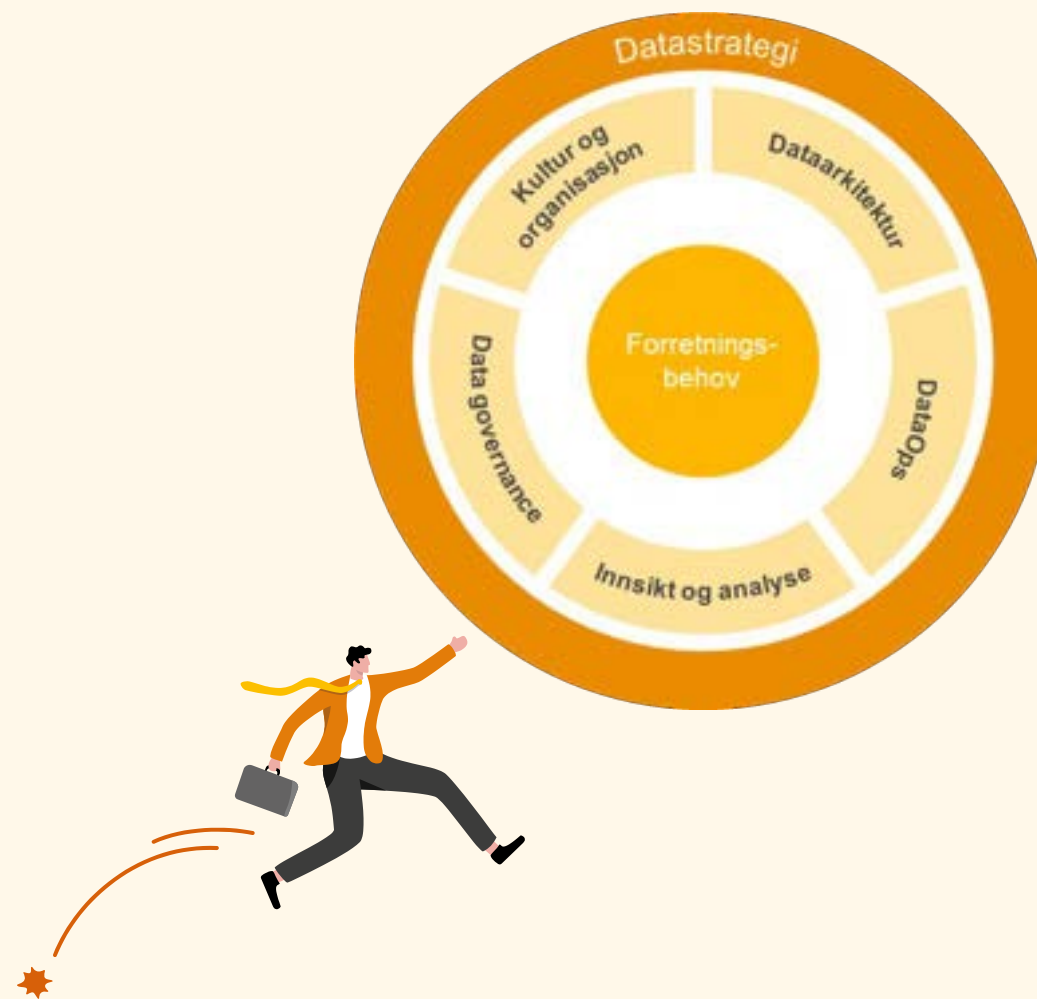 Datastrategi
Kultur og
organisasjon
Dataarkitektur
Forretnings-
behov
Data governance
DataOps
Innsikt og analyse